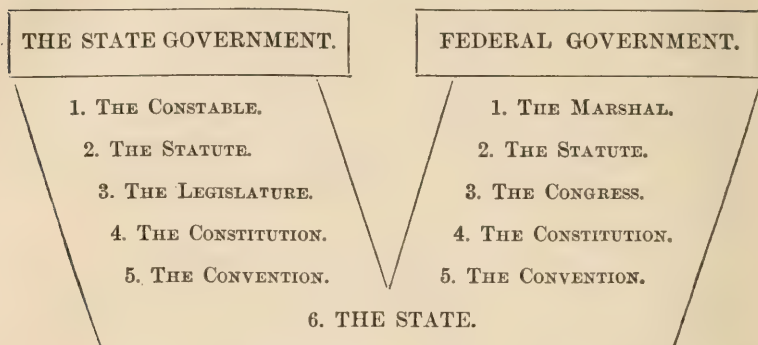 THE STATE GOVERNMENT.
1. THE CONSTABLE.
2. THE STATUTE.
3. THE LEGISLATURE.
4. THE CONSTITUTION.
5. THE CONVENTION.
FEDERAL GOVERNMENT.
1. THE MARSHAL.
2. THE STATUTE.
3. THE CONGRESS.
4. THE CONSTITUTION.
5. THE CONVENTION.
6. THE STATE.